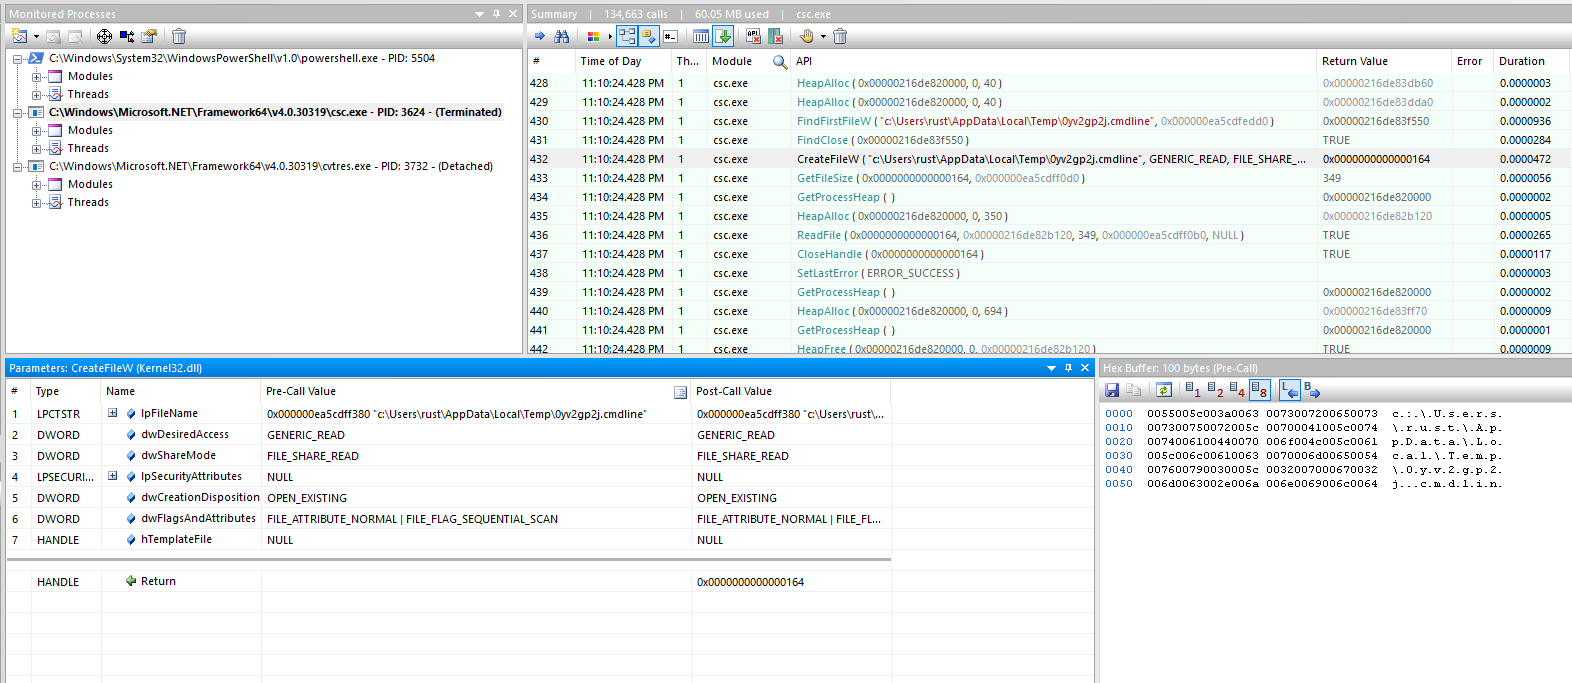 Monitored Processes
C:\Windows\System32\WindowsPowerShell\v1.0\powershell.exe - PID: 5504
Modules
Threads
C:\Windows\Microsoft.NET\Framework64\v4.0.30319\csc.exe - PID: 3624 - (Terminated)
Modules
Threads
C:\Windows\Microsoft.NET\Framework64\v4.0.30319\cvtres.exe - PID: 3732 - (Detached)
Modules
Threads
Summary | 134,663 calls | 60.05 MB used | csc.exe
# Time of Day Th... Module API Return Value Error Duration
428 11:10:24.428 PM 1 csc.exe HeapAlloc ( 0x00000216de820000, 0, 40 ) 0x00000216de83db60 0.0000003
429 11:10:24.428 PM 1 csc.exe HeapAlloc ( 0x00000216de820000, 0, 40 ) 0x00000216de83dda0 0.0000002
430 11:10:24.428 PM 1 csc.exe FindFirstFileW ( "c:\Users\rust\AppData\Local\Temp\0yv2gp2j.cmdline", 0x000000ea5cdfedd0 ) 0x00000216de83f550 0.0000936
431 11:10:24.428 PM 1 csc.exe FindClose ( 0x00000216de83f550 ) TRUE 0.0000284
432 11:10:24.428 PM 1 csc.exe CreateFileW ( "c:\Users\rust\AppData\Local\Temp\0yv2gp2j.cmdline", GENERIC_READ, FILE_SHARE_... 0x0000000000000164 0.0000472
433 11:10:24.428 PM 1 csc.exe GetFileSize ( 0x0000000000000164, 0x000000ea5cdff0d0 ) 349 0.0000056
434 11:10:24.428 PM 1 csc.exe GetProcessHeap ( ) 0x00000216de820000 0.0000002
435 11:10:24.428 PM 1 csc.exe HeapAlloc ( 0x00000216de820000, 0, 350 ) 0x00000216de82b120 0.0000005
436 11:10:24.428 PM 1 csc.exe ReadFile ( 0x0000000000000164, 0x00000216de82b120, 349, 0x000000ea5cdff0b0, NULL ) TRUE 0.0000265
437 11:10:24.428 PM 1 csc.exe CloseHandle ( 0x0000000000000164 ) TRUE 0.0000117
438 11:10:24.428 PM 1 csc.exe SetLastError ( ERROR_SUCCESS ) 0.0000003
439 11:10:24.428 PM 1 csc.exe GetProcessHeap ( ) 0x00000216de820000 0.0000002
440 11:10:24.428 PM 1 csc.exe HeapAlloc ( 0x00000216de820000, 0, 694 ) 0x00000216de83ff70 0.0000009
441 11:10:24.428 PM 1 csc.exe GetProcessHeap ( ) 0x00000216de820000 0.0000001
442 11:10:24.428 PM 1 csc.exe HeapFree ( 0x00000216de820000, 0, 0x00000216de82b120 ) TRUE 0.0000009
Parameters: CreateFileW (Kernel32.dll)
# Type Name Pre-Call Value Post-Call Value
1 LPCTSTR lpFileName 0x000000ea5cdff380 "c:\Users\rust\AppData\Local\Temp\0yv2gp2j.cmdline" 0x000000ea5cdff380 "c:\Users\rust\...
2 DWORD dwDesiredAccess GENERIC_READ GENERIC_READ
3 DWORD dwShareMode FILE_SHARE_READ FILE_SHARE_READ
4 LPSECURI... lpSecurityAttributes NULL NULL
5 DWORD dwCreationDisposition OPEN_EXISTING OPEN_EXISTING
6 DWORD dwFlagsAndAttributes FILE_ATTRIBUTE_NORMAL | FILE_FLAG_SEQUENTIAL_SCAN FILE_ATTRIBUTE_NORMAL | FILE_FL...
7 HANDLE hTemplateFile NULL NULL
HANDLE Return 0x0000000000000164
Hex Buffer: 100 bytes (Pre-Call)
1 2 4 8 L B
0000 0055005c003a0063 0073007200650073 c.:.\.U.s.e.r.s.
0010 007300750072005c 00700041005c0074 \.r.u.s.t.\.A.p.
0020 0074006100440070 006f004c005c0061 p.D.a.t.a.\.L.o.
0030 005c006c00610063 0070006d00650054 c.a.l.\.T.e.m.p.
0040 007600790030005c 0032007000670032 \.0.y.v.2.g.p.2.
0050 006d0063002e006a 006e0069006c0064 j...c.m.d.l.i.n.